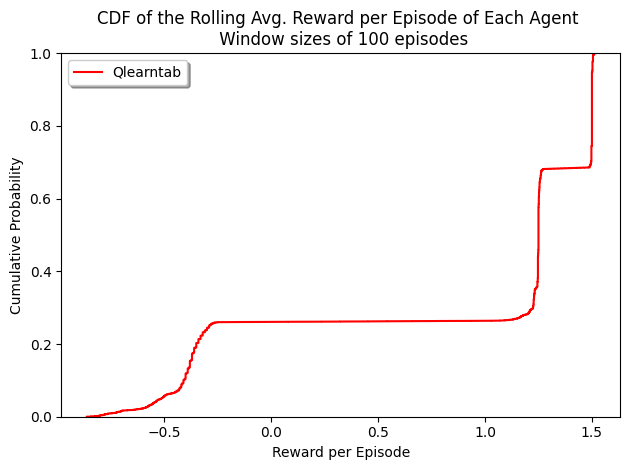 CDF of the Rolling Avg. Reward per Episode of Each Agent
Window sizes of 100 episodes
Qlearntab
Cumulative Probability
1.0
0.8
0.6
0.4
0.2
0.0
−0.5 0.0 0.5 1.0 1.5
Reward per Episode